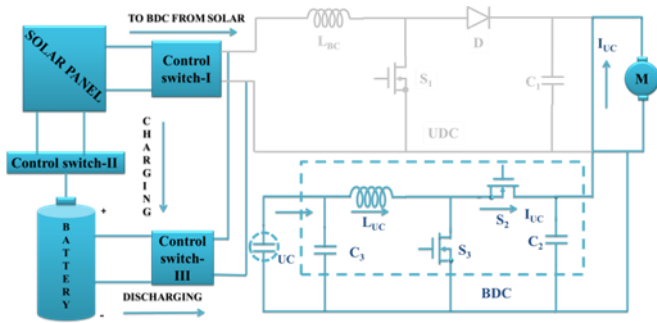 TO BDC FROM SOLAR
SOLAR PANEL
Control
switch-I
L_BC
D
S_1
C_1
I_UC
M
UDC
CHARGING
Control switch-II
+
BATTERY
-
Control
switch-
III
DISCHARGING
UC
C_3
L_UC
S_3
S_2
I_UC
C_2
BDC